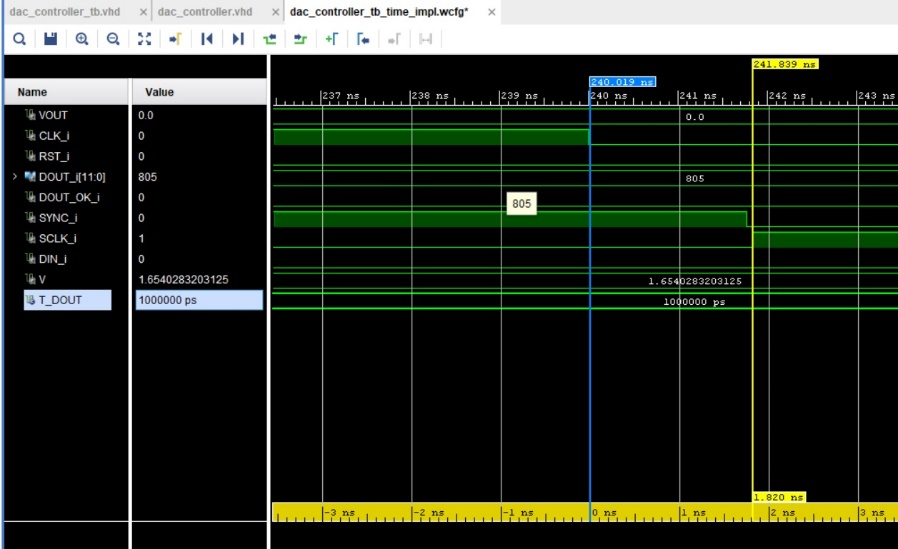 dac_controller_tb.vhd × dac_controller.vhd × dac_controller_tb_time_impl.wcfg* ×
241.839 ns
240.019 ns
Name Value
237 ns 238 ns 239 ns 240 ns 241 ns 242 ns 243 ns
VOUT 0.0 0.0
CLK_i 0
RST_i 0
DOUT_i[11:0] 805 805
DOUT_OK_i 0
805
SYNC_i 0
SCLK_i 1
DIN_i 0
V 1.6540283203125 1.6540283203125
T_DOUT 1000000 ps 1000000 ps
1.820 ns
-3 ns -2 ns -1 ns 0 ns 1 ns 2 ns 3 ns